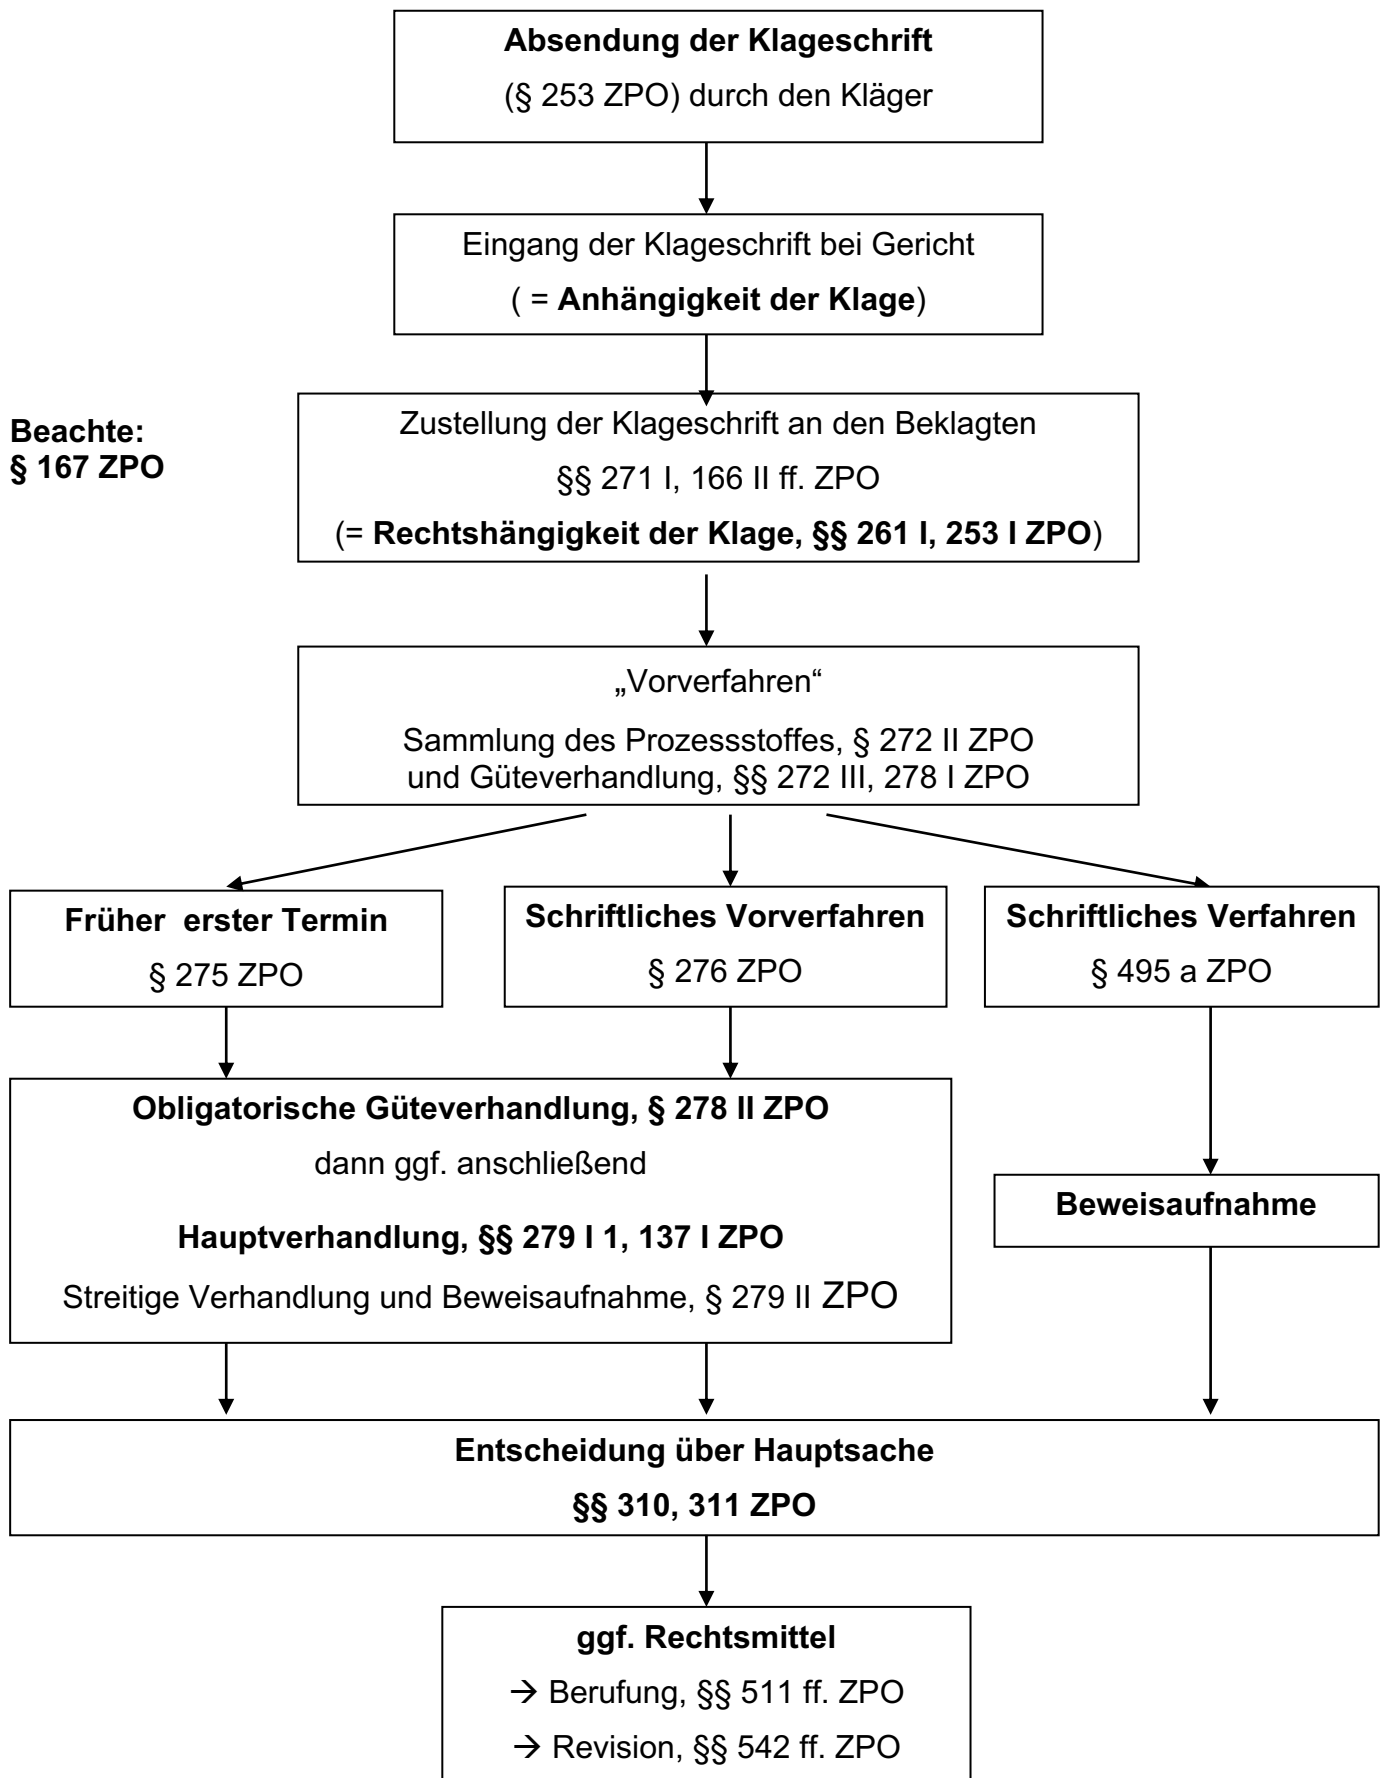 Absendung der Klageschrift
(§ 253 ZPO) durch den Kläger
Eingang der Klageschrift bei Gericht
( = Anhängigkeit der Klage)
Beachte:
§ 167 ZPO
Zustellung der Klageschrift an den Beklagten
§§ 271 I, 166 II ff. ZPO
(= Rechtshängigkeit der Klage, §§ 261 I, 253 I ZPO)
„Vorverfahren“
Sammlung des Prozessstoffes, § 272 II ZPO
und Güteverhandlung, §§ 272 III, 278 I ZPO
Früher erster Termin
§ 275 ZPO
Schriftliches Vorverfahren
§ 276 ZPO
Schriftliches Verfahren
§ 495 a ZPO
Obligatorische Güteverhandlung, § 278 II ZPO
dann ggf. anschließend
Hauptverhandlung, §§ 279 I 1, 137 I ZPO
Streitige Verhandlung und Beweisaufnahme, § 279 II ZPO
Beweisaufnahme
Entscheidung über Hauptsache
§§ 310, 311 ZPO
ggf. Rechtsmittel
→ Berufung, §§ 511 ff. ZPO
→ Revision, §§ 542 ff. ZPO